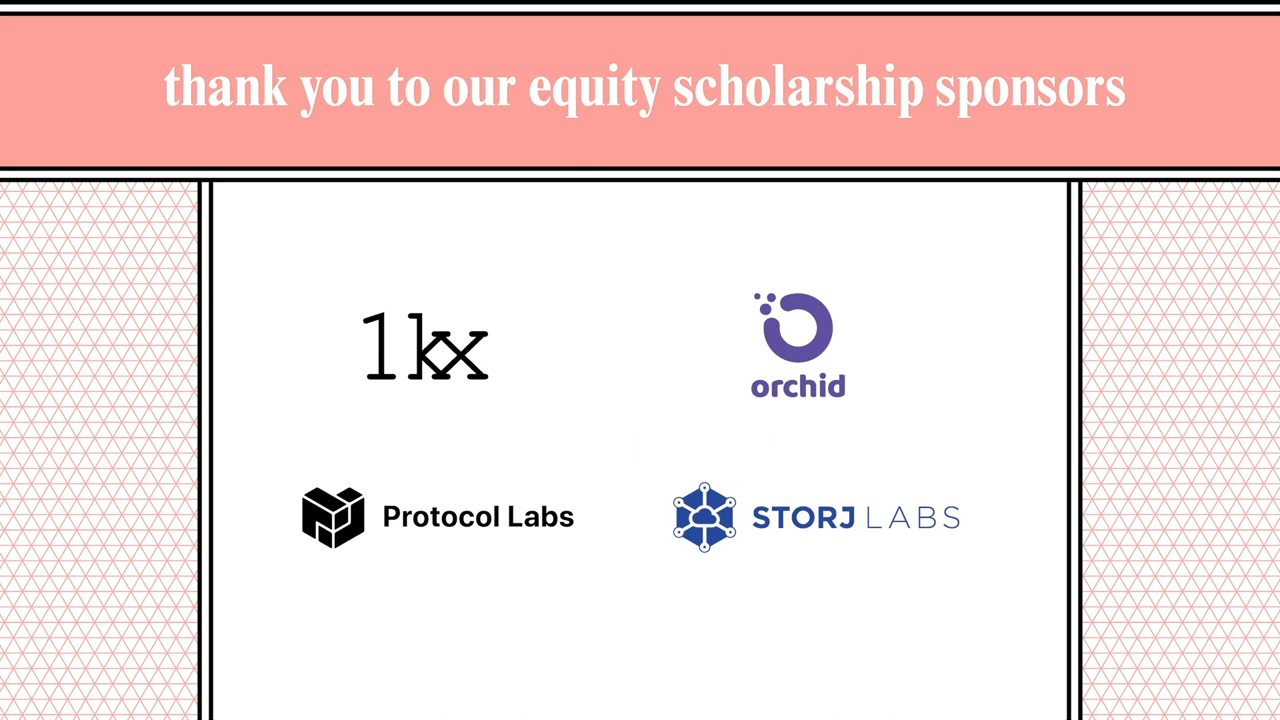 thank you to our equity scholarship sponsors
1kx
orchid
Protocol Labs
STORJ LABS